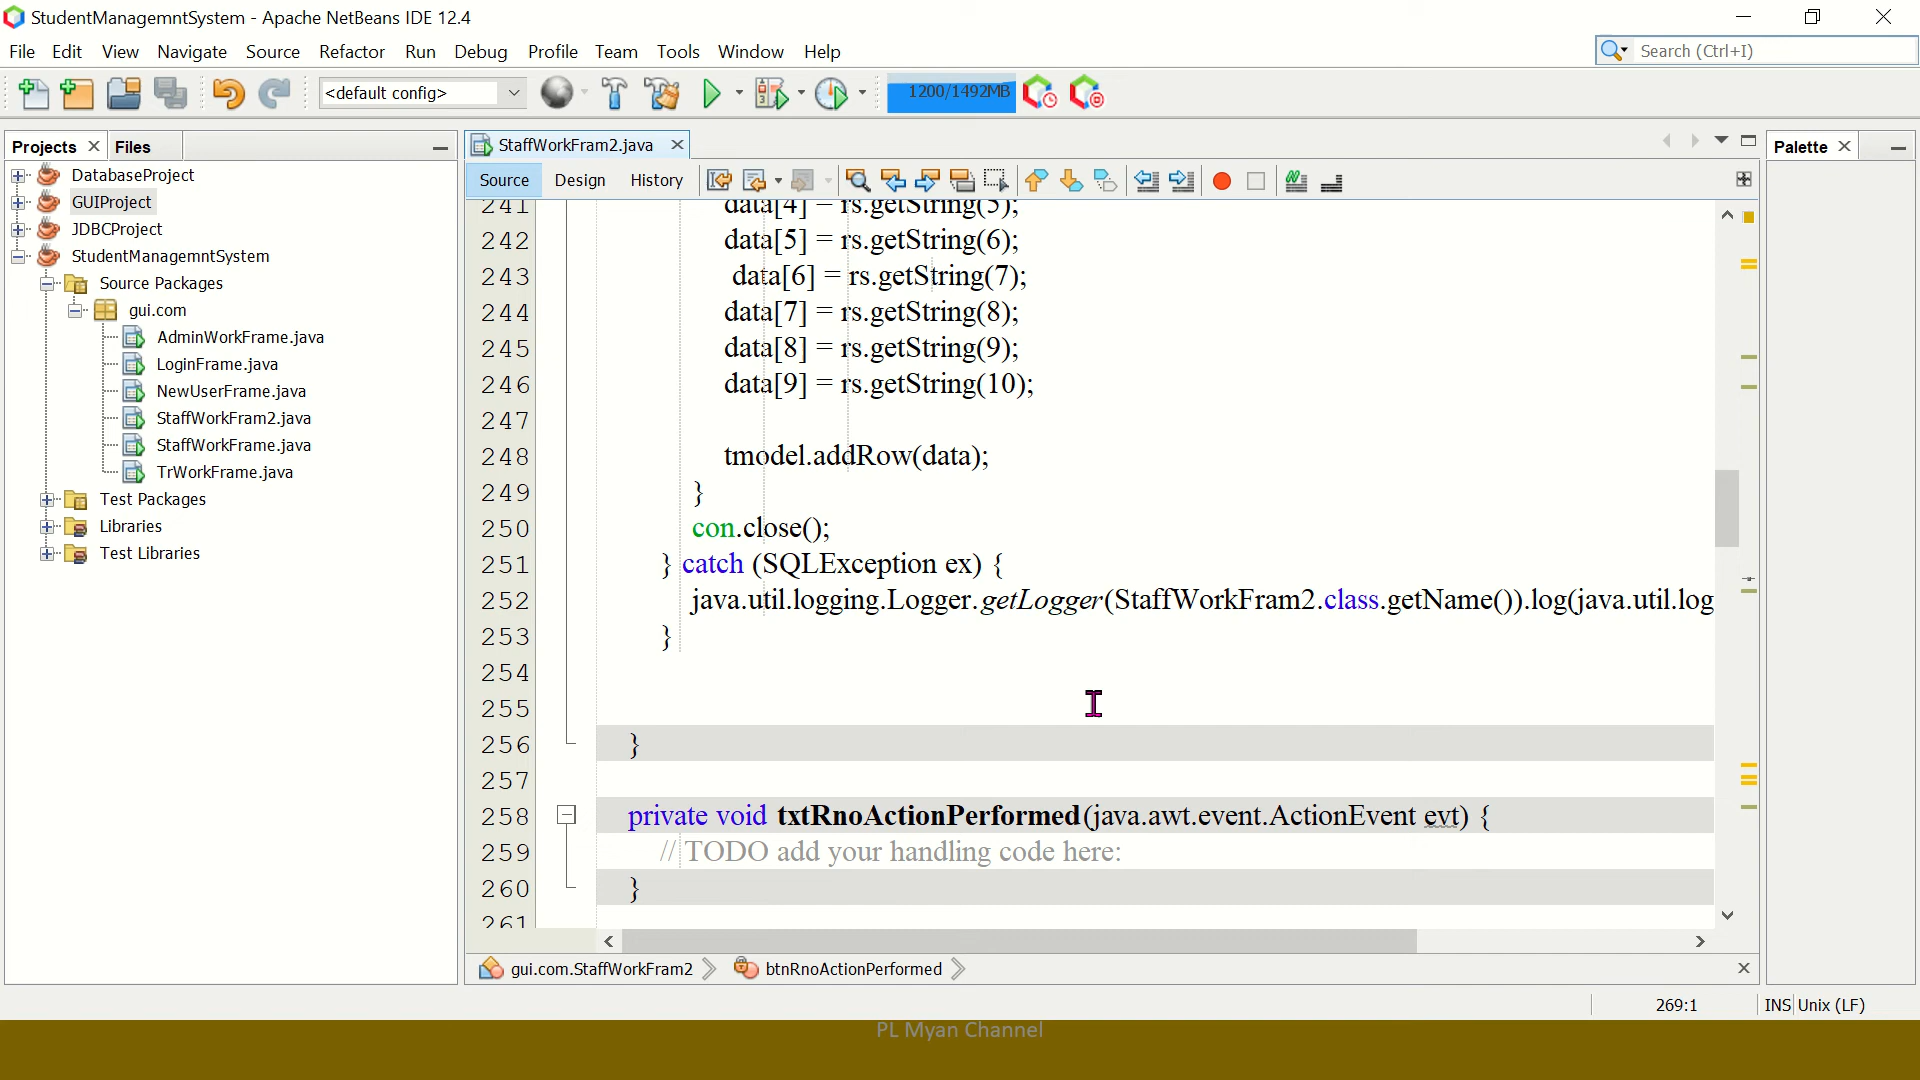 StudentManagemntSystem - Apache NetBeans IDE 12.4
File Edit View Navigate Source Refactor Run Debug Profile Team Tools Window Help
Search (Ctrl+I)
<default config>
1200/1492MB
Projects Files
StaffWorkFram2.java
Palette
Source Design History
DatabaseProject
GUIProject
JDBCProject
StudentManagemntSystem
Source Packages
gui.com
AdminWorkFrame.java
LoginFrame.java
NewUserFrame.java
StaffWorkFram2.java
StaffWorkFrame.java
TrWorkFrame.java
Test Packages
Libraries
Test Libraries
241 data[4] = rs.getString(5);
242 data[5] = rs.getString(6);
243 data[6] = rs.getString(7);
244 data[7] = rs.getString(8);
245 data[8] = rs.getString(9);
246 data[9] = rs.getString(10);
247
248 tmodel.addRow(data);
249 }
250 con.close();
251 } catch (SQLException ex) {
252 java.util.logging.Logger.getLogger(StaffWorkFram2.class.getName()).log(java.util.log
253 }
254
255
256 }
257
258 private void txtRnoActionPerformed(java.awt.event.ActionEvent evt) {
259 // TODO add your handling code here:
260 }
261
gui.com.StaffWorkFram2 btnRnoActionPerformed
269:1 INS Unix (LF)
PL Myan Channel